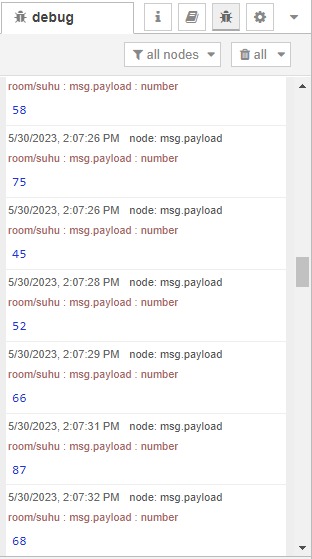 debug
all nodes all
room/suhu : msg.payload : number
58
5/30/2023, 2:07:26 PM node: msg.payload
room/suhu : msg.payload : number
75
5/30/2023, 2:07:26 PM node: msg.payload
room/suhu : msg.payload : number
45
5/30/2023, 2:07:28 PM node: msg.payload
room/suhu : msg.payload : number
52
5/30/2023, 2:07:29 PM node: msg.payload
room/suhu : msg.payload : number
66
5/30/2023, 2:07:31 PM node: msg.payload
room/suhu : msg.payload : number
87
5/30/2023, 2:07:32 PM node: msg.payload
room/suhu : msg.payload : number
68